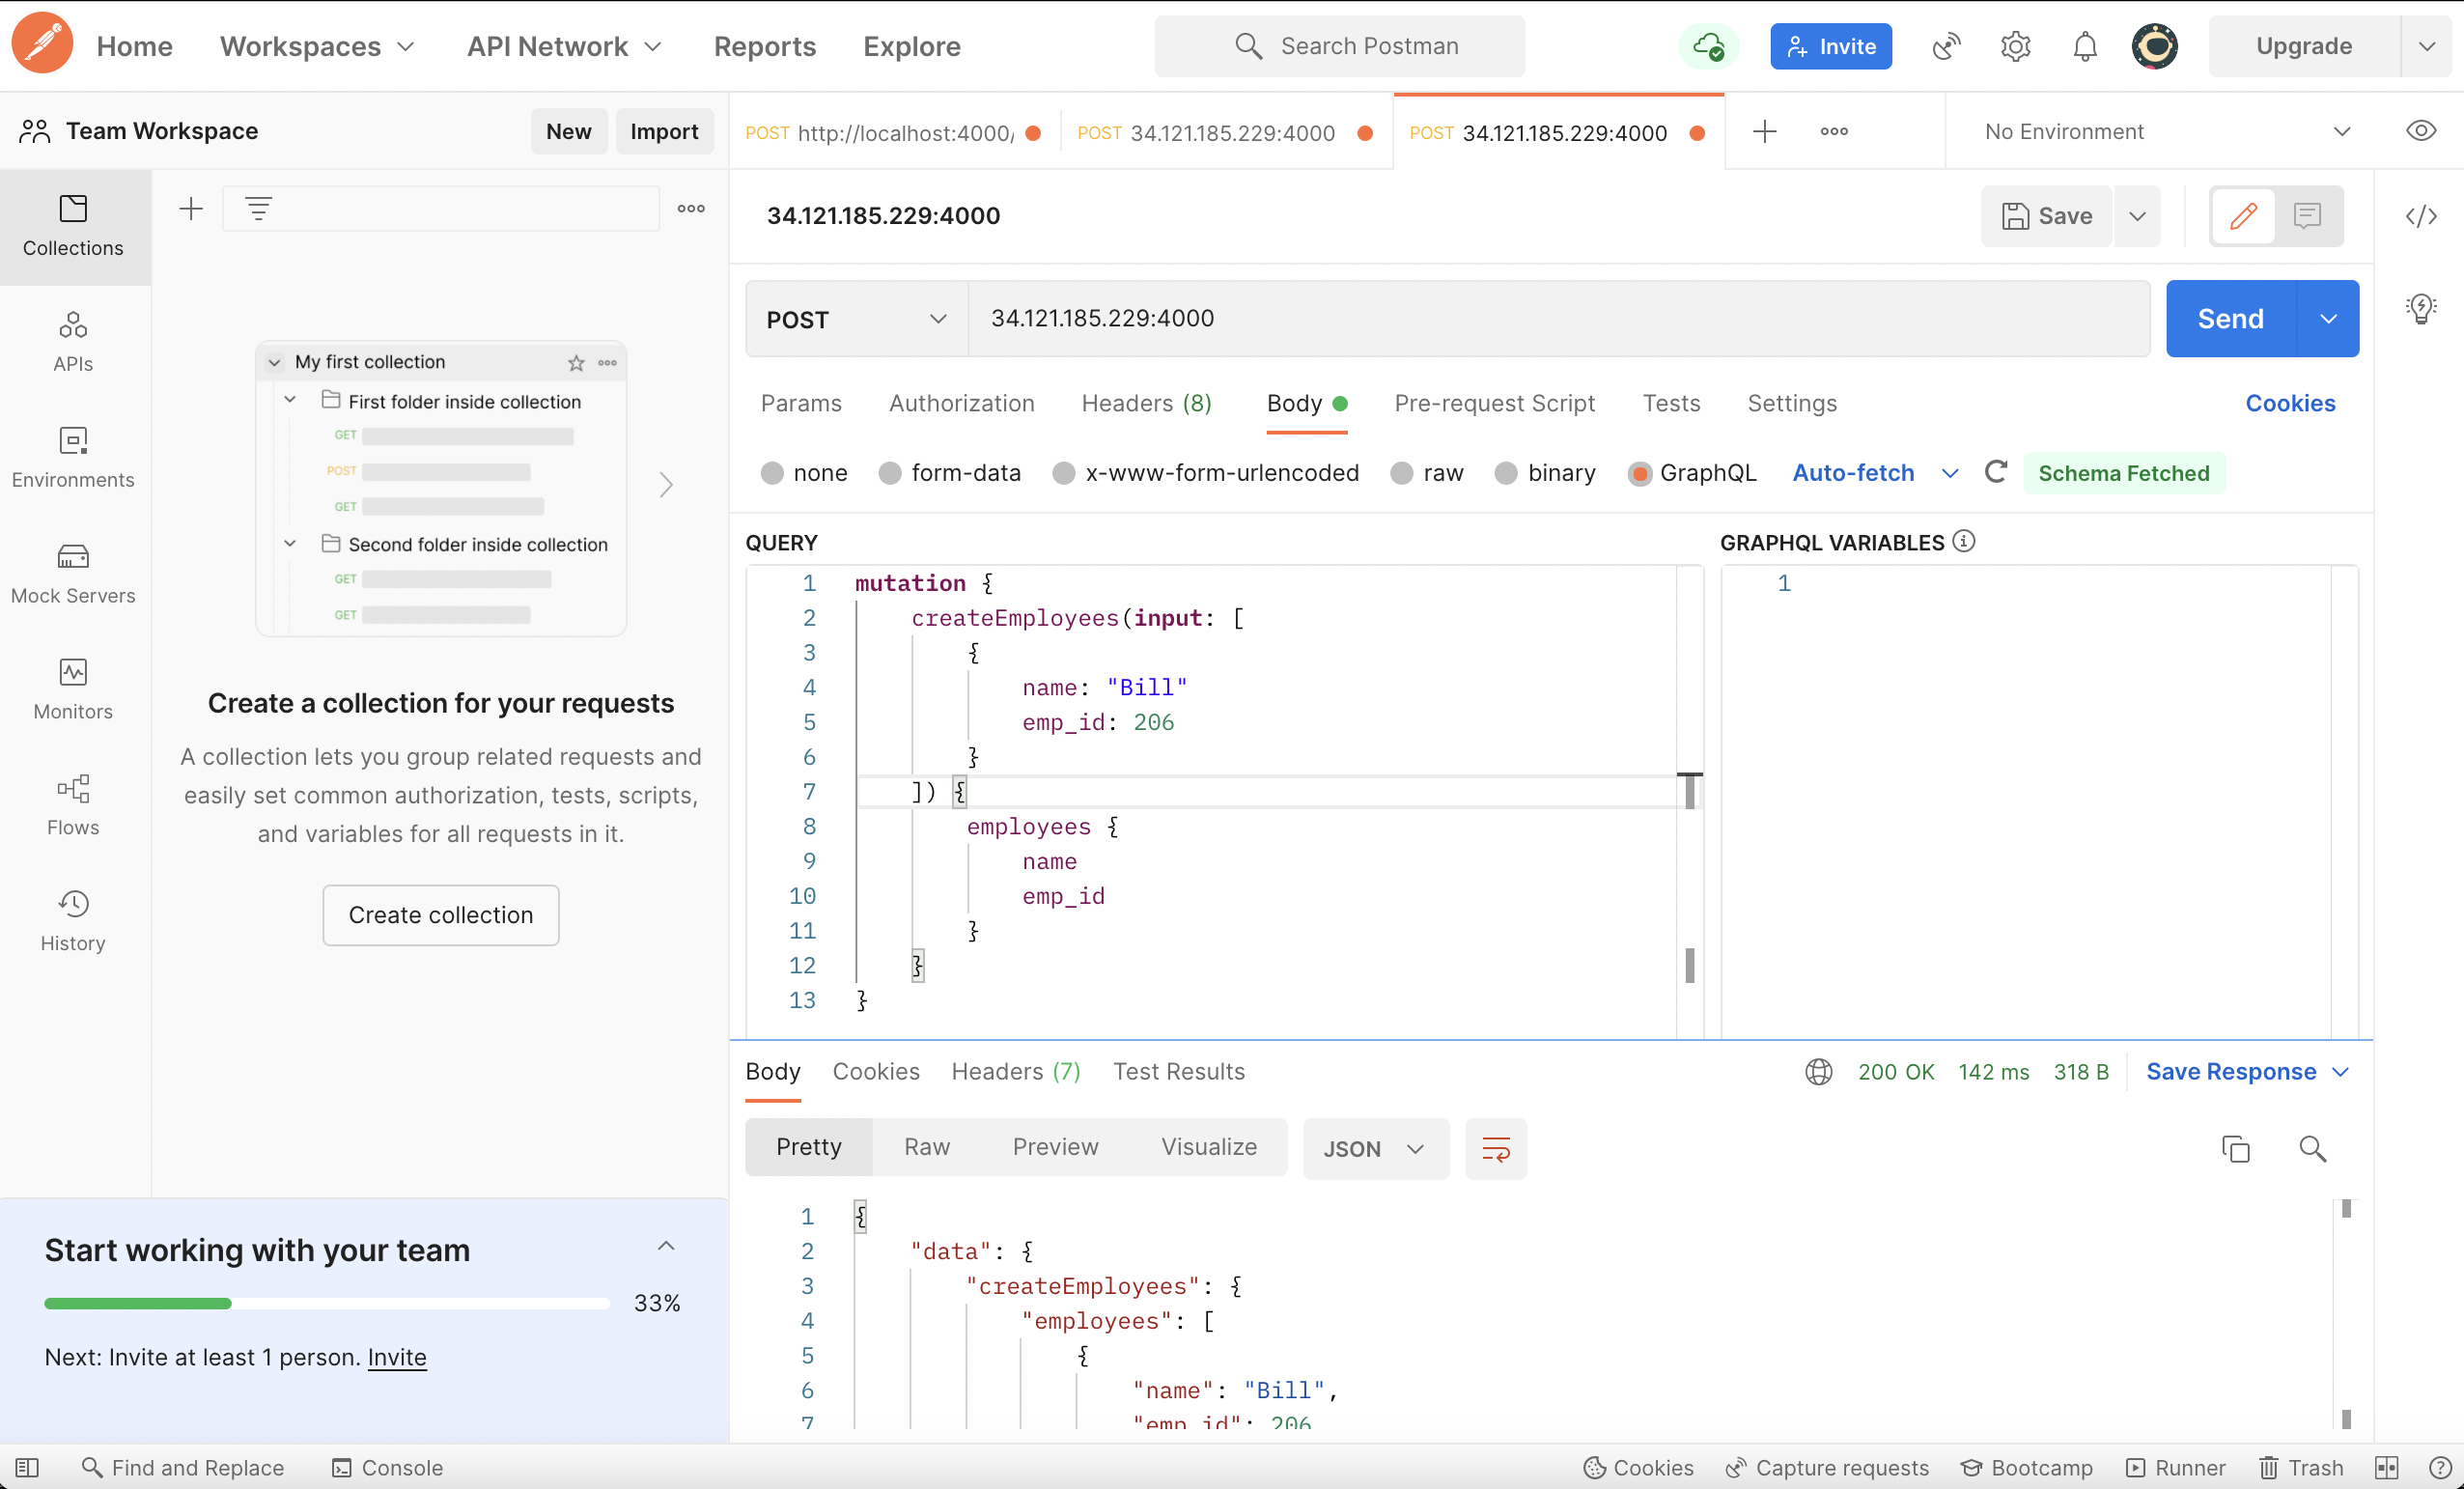 Home Workspaces API Network Reports Explore Search Postman Invite Upgrade
Team Workspace New Import
POST http://localhost:4000/ POST 34.121.185.229:4000 POST 34.121.185.229:4000 No Environment
Collections
APIs
Environments
Mock Servers
Monitors
Flows
History
My first collection
First folder inside collection
GET
POST
GET
Second folder inside collection
GET
GET
Create a collection for your requests
A collection lets you group related requests and
easily set common authorization, tests, scripts,
and variables for all requests in it.
Create collection
Start working with your team
33%
Next: Invite at least 1 person. Invite
34.121.185.229:4000 Save
POST 34.121.185.229:4000 Send
Params Authorization Headers (8) Body Pre-request Script Tests Settings Cookies
none form-data x-www-form-urlencoded raw binary GraphQL Auto-fetch Schema Fetched
QUERY
1 mutation {
2 createEmployees(input: [
3 {
4 name: "Bill"
5 emp_id: 206
6 }
7 ]) {
8 employees {
9 name
10 emp_id
11 }
12 }
13 }
GRAPHQL VARIABLES
1
Body Cookies Headers (7) Test Results 200 OK 142 ms 318 B Save Response
Pretty Raw Preview Visualize JSON
1 {
2 "data": {
3 "createEmployees": {
4 "employees": [
5 {
6 "name": "Bill",
7 "emp_id": 206
Find and Replace Console Cookies Capture requests Bootcamp Runner Trash